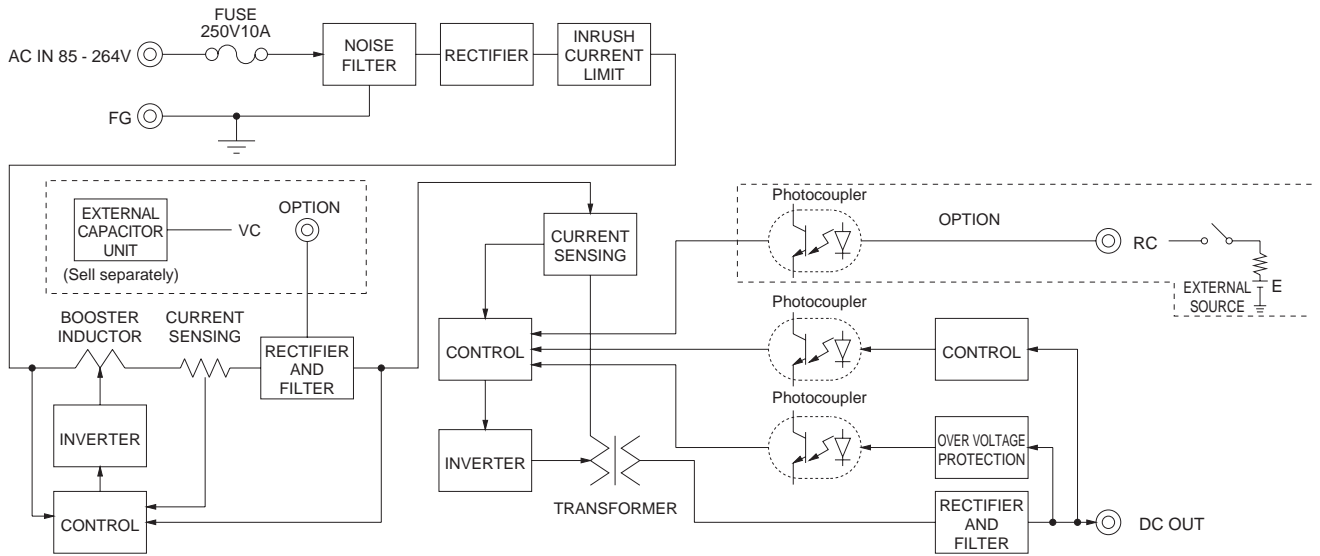 FUSE
250V10A
AC IN 85 - 264V
NOISE
FILTER
RECTIFIER
INRUSH
CURRENT
LIMIT
FG
EXTERNAL
CAPACITOR
UNIT
(Sell separately)
VC
OPTION
CURRENT
SENSING
Photocoupler
OPTION
RC
EXTERNAL
SOURCE
E
BOOSTER
INDUCTOR
CURRENT
SENSING
RECTIFIER
AND
FILTER
CONTROL
Photocoupler
CONTROL
INVERTER
CONTROL
INVERTER
TRANSFORMER
Photocoupler
OVER VOLTAGE
PROTECTION
RECTIFIER
AND
FILTER
DC OUT